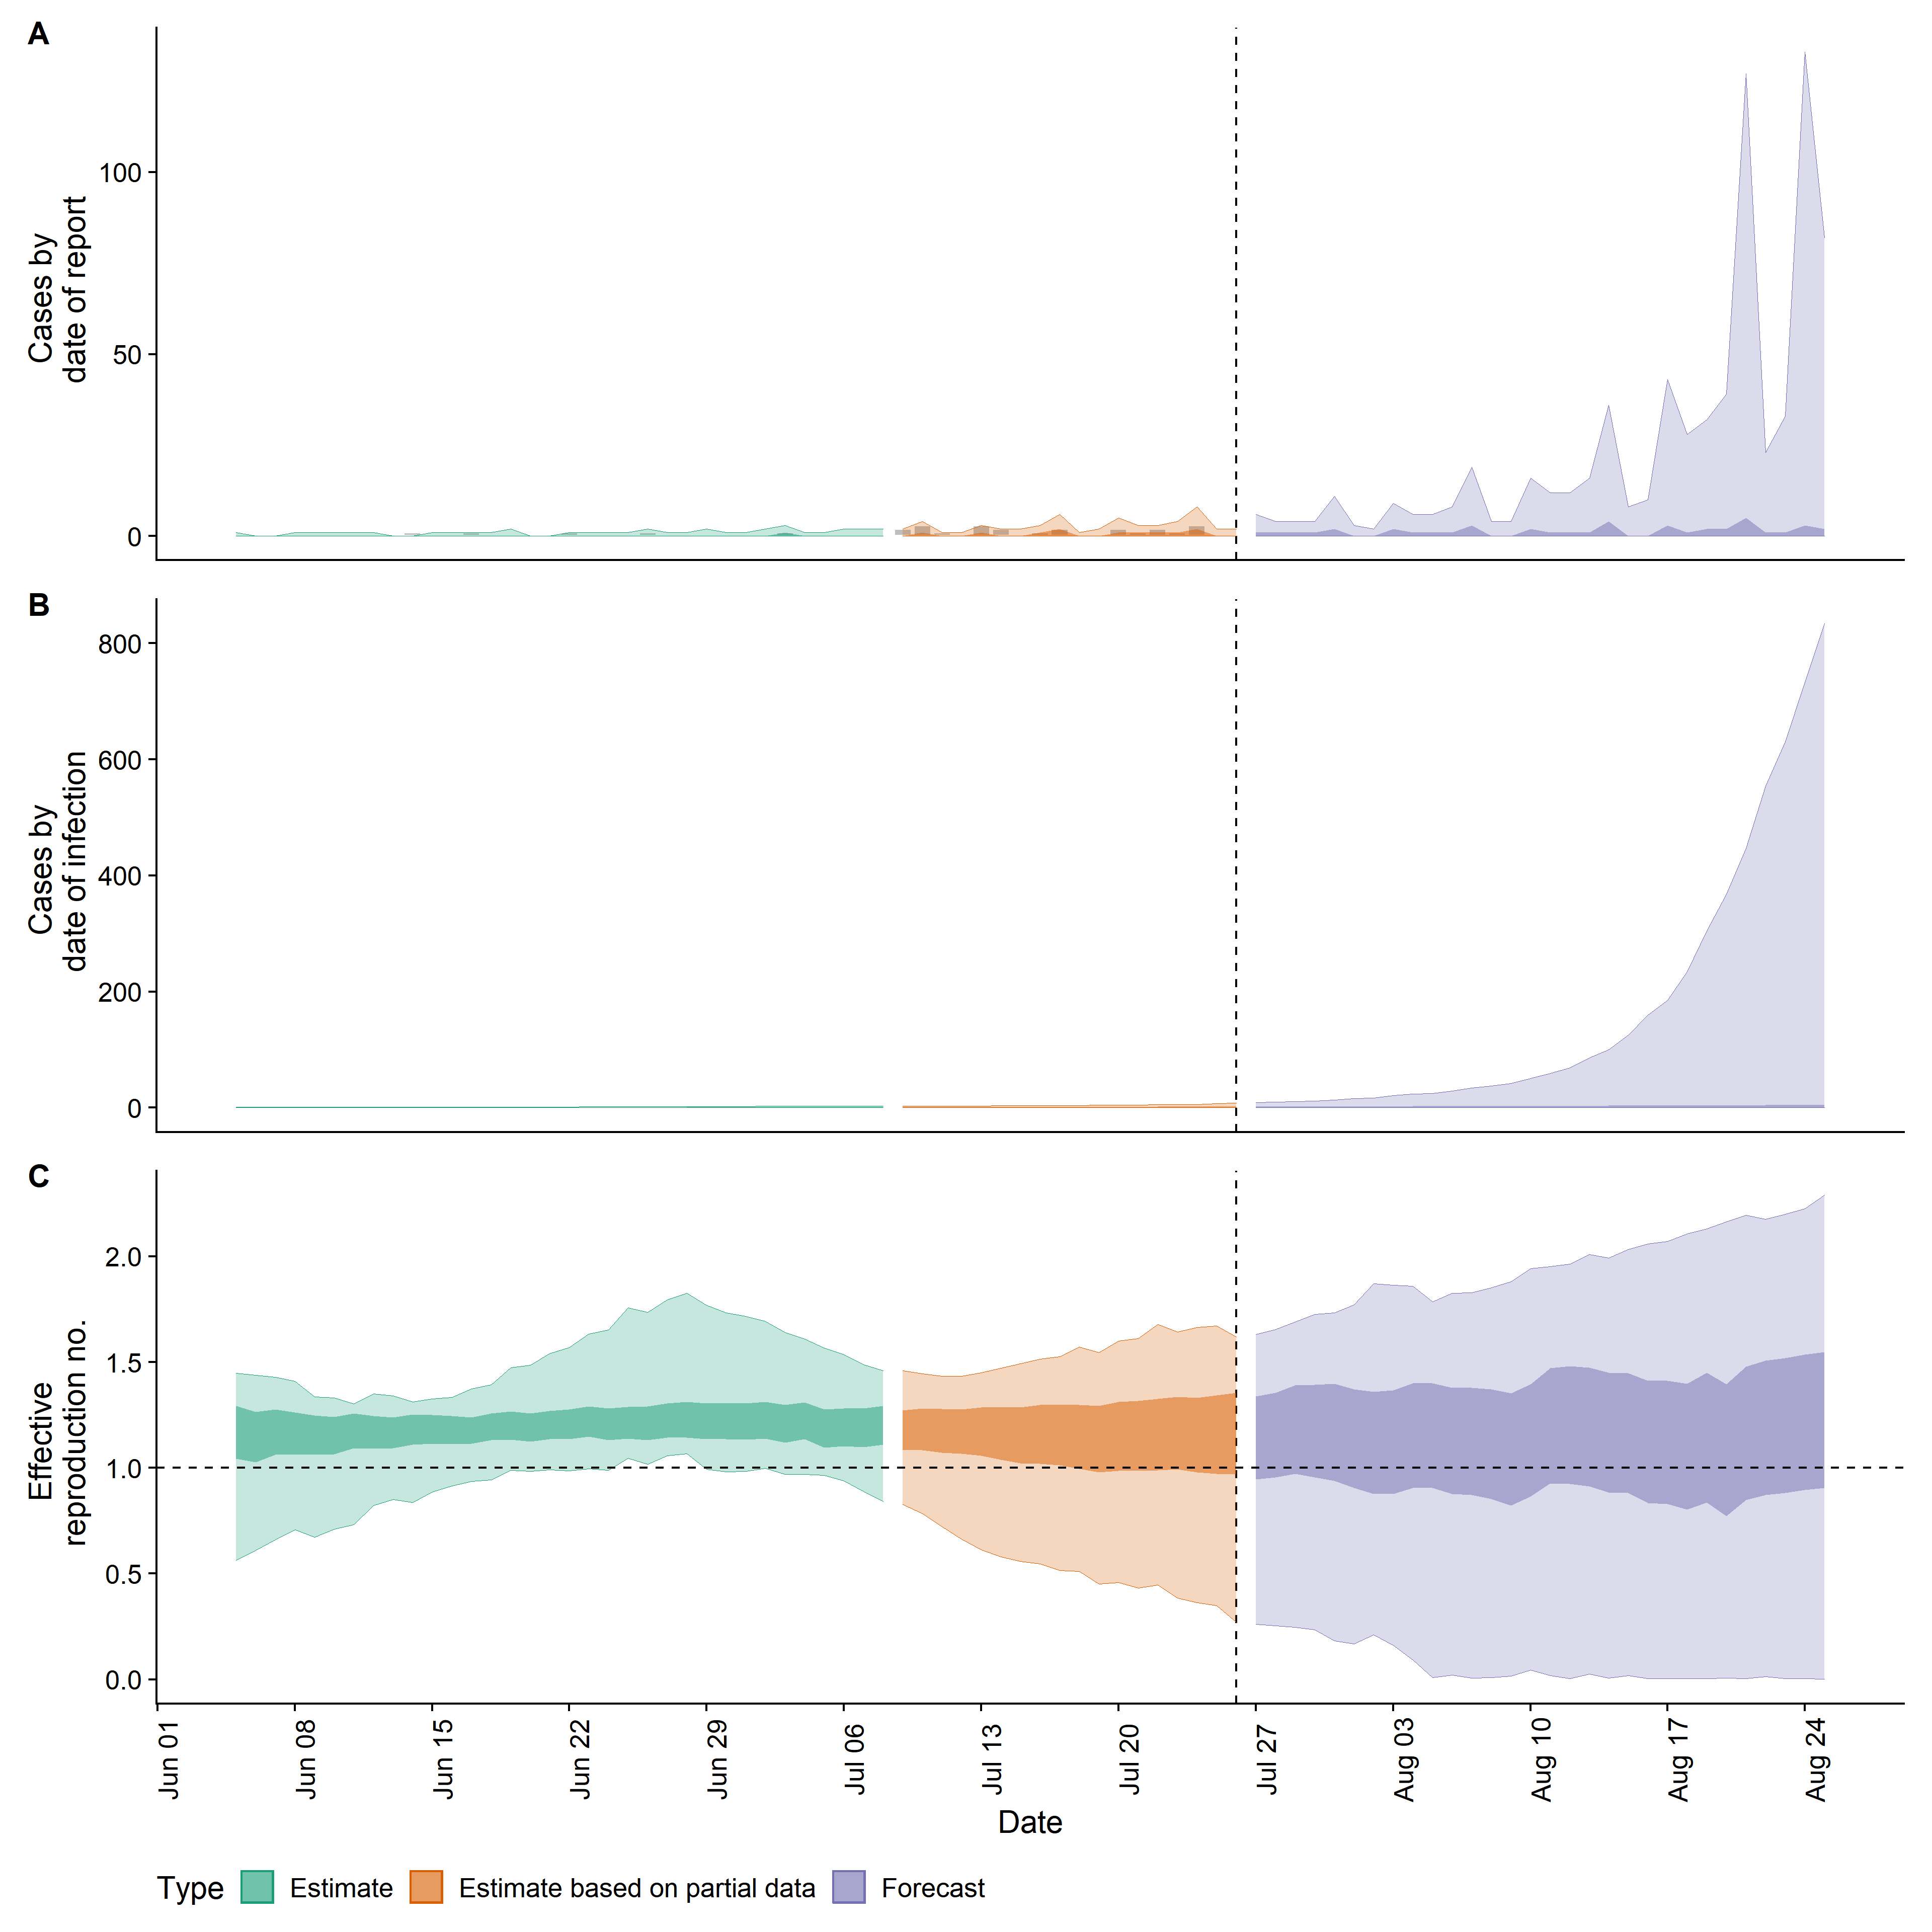 A
Cases by
date of report
100
50
0
B
Cases by
date of infection
800
600
400
200
0
C
Effective
reproduction no.
2.0
1.5
1.0
0.5
0.0
Jun 01
Jun 08
Jun 15
Jun 22
Jun 29
Jul 06
Jul 13
Jul 20
Jul 27
Aug 03
Aug 10
Aug 17
Aug 24
Date
Type Estimate Estimate based on partial data Forecast